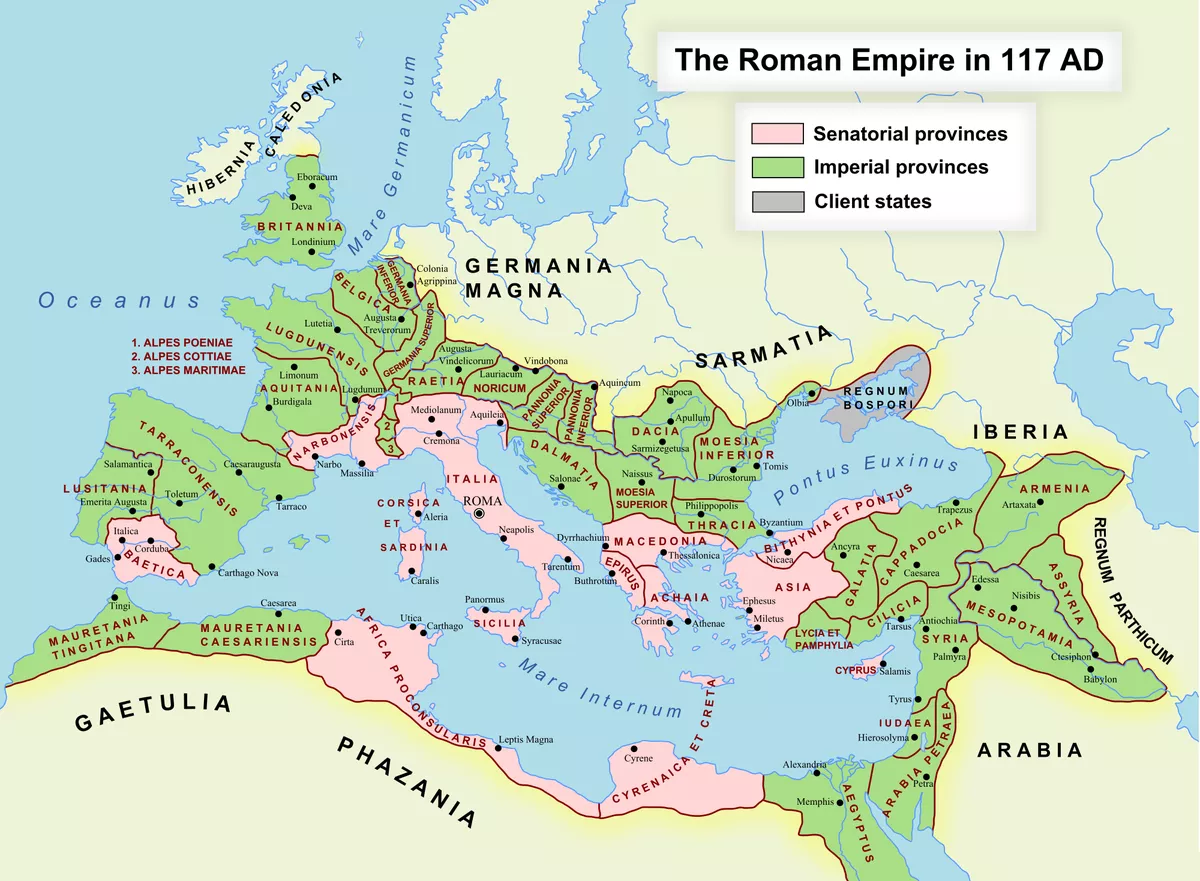 The Roman Empire in 117 AD
Senatorial provinces
Imperial provinces
Client states
HIBERNIA
CALEDONIA
Mare Germanicum
Eboracum
Deva
BRITANNIA
Londinium
Oceanus
GERMANIA
MAGNA
GERMANIA
INFERIOR
Colonia
Agrippina
BELGICA
Augusta
Treverorum
Lutetia
LUGDUNENSIS
GERMANIA SUPERIOR
1. ALPES POENIAE
2. ALPES COTTIAE
3. ALPES MARITIMAE
Limonum
AQUITANIA
Lugdunum
Burdigala
Augusta
Vindelicorum
RAETIA
Lauriacum
NORICUM
Vindobona
PANNONIA
SUPERIOR
PANNONIA
INFERIOR
Aquincum
SARMATIA
Napoca
Apullum
DACIA
Sarmizegetusa
MOESIA
INFERIOR
Olbia
REGNUM
BOSPORI
Tomis
Durostorum
Pontus Euxinus
IBERIA
1
2
3
NARBONENSIS
Narbo
Massilia
Mediolanum
Aquileia
Cremona
ITALIA
ROMA
DALMATIA
Salonae
Naissus
MOESIA
SUPERIOR
Philippopolis
THRACIA
Byzantium
BITHYNIA ET PONTUS
Nicaea
Trapezus
ARMENIA
Artaxata
REGNUM PARTHICUM
TARRACONENSIS
Salamantica
Caesaraugusta
LUSITANIA
Toletum
Emerita Augusta
Tarraco
Italica
Corduba
Gades
BAETICA
Carthago Nova
CORSICA
ET
SARDINIA
Aleria
Caralis
Neapolis
Tarentum
Dyrrhachium
MACEDONIA
Thessalonica
Buthrotum
EPIRUS
ACHAIA
Corinth
Athenae
ASIA
Ephesus
Miletus
Ancyra
GALATIA
CAPPADOCIA
Caesarea
LYCIA ET
PAMPHYLIA
CILICIA
Tarsus
Antiochia
SYRIA
Palmyra
Edessa
Nisibis
MESOPOTAMIA
ASSYRIA
Ctesiphon
Babylon
CYPRUS
Salamis
Tingi
MAURETANIA
TINGITANA
Caesarea
MAURETANIA
CAESARIENSIS
Cirta
Utica
Carthago
AFRICA PROCONSULARIS
Panormus
SICILIA
Syracusae
Mare Internum
Leptis Magna
Cyrene
CYRENAICA ET CRETA
GAETULIA
PHAZANIA
Tyrus
IUDAEA
Hierosolyma
ARABIA PETRAEA
Petra
ARABIA
Alexandria
Memphis
AEGYPTUS